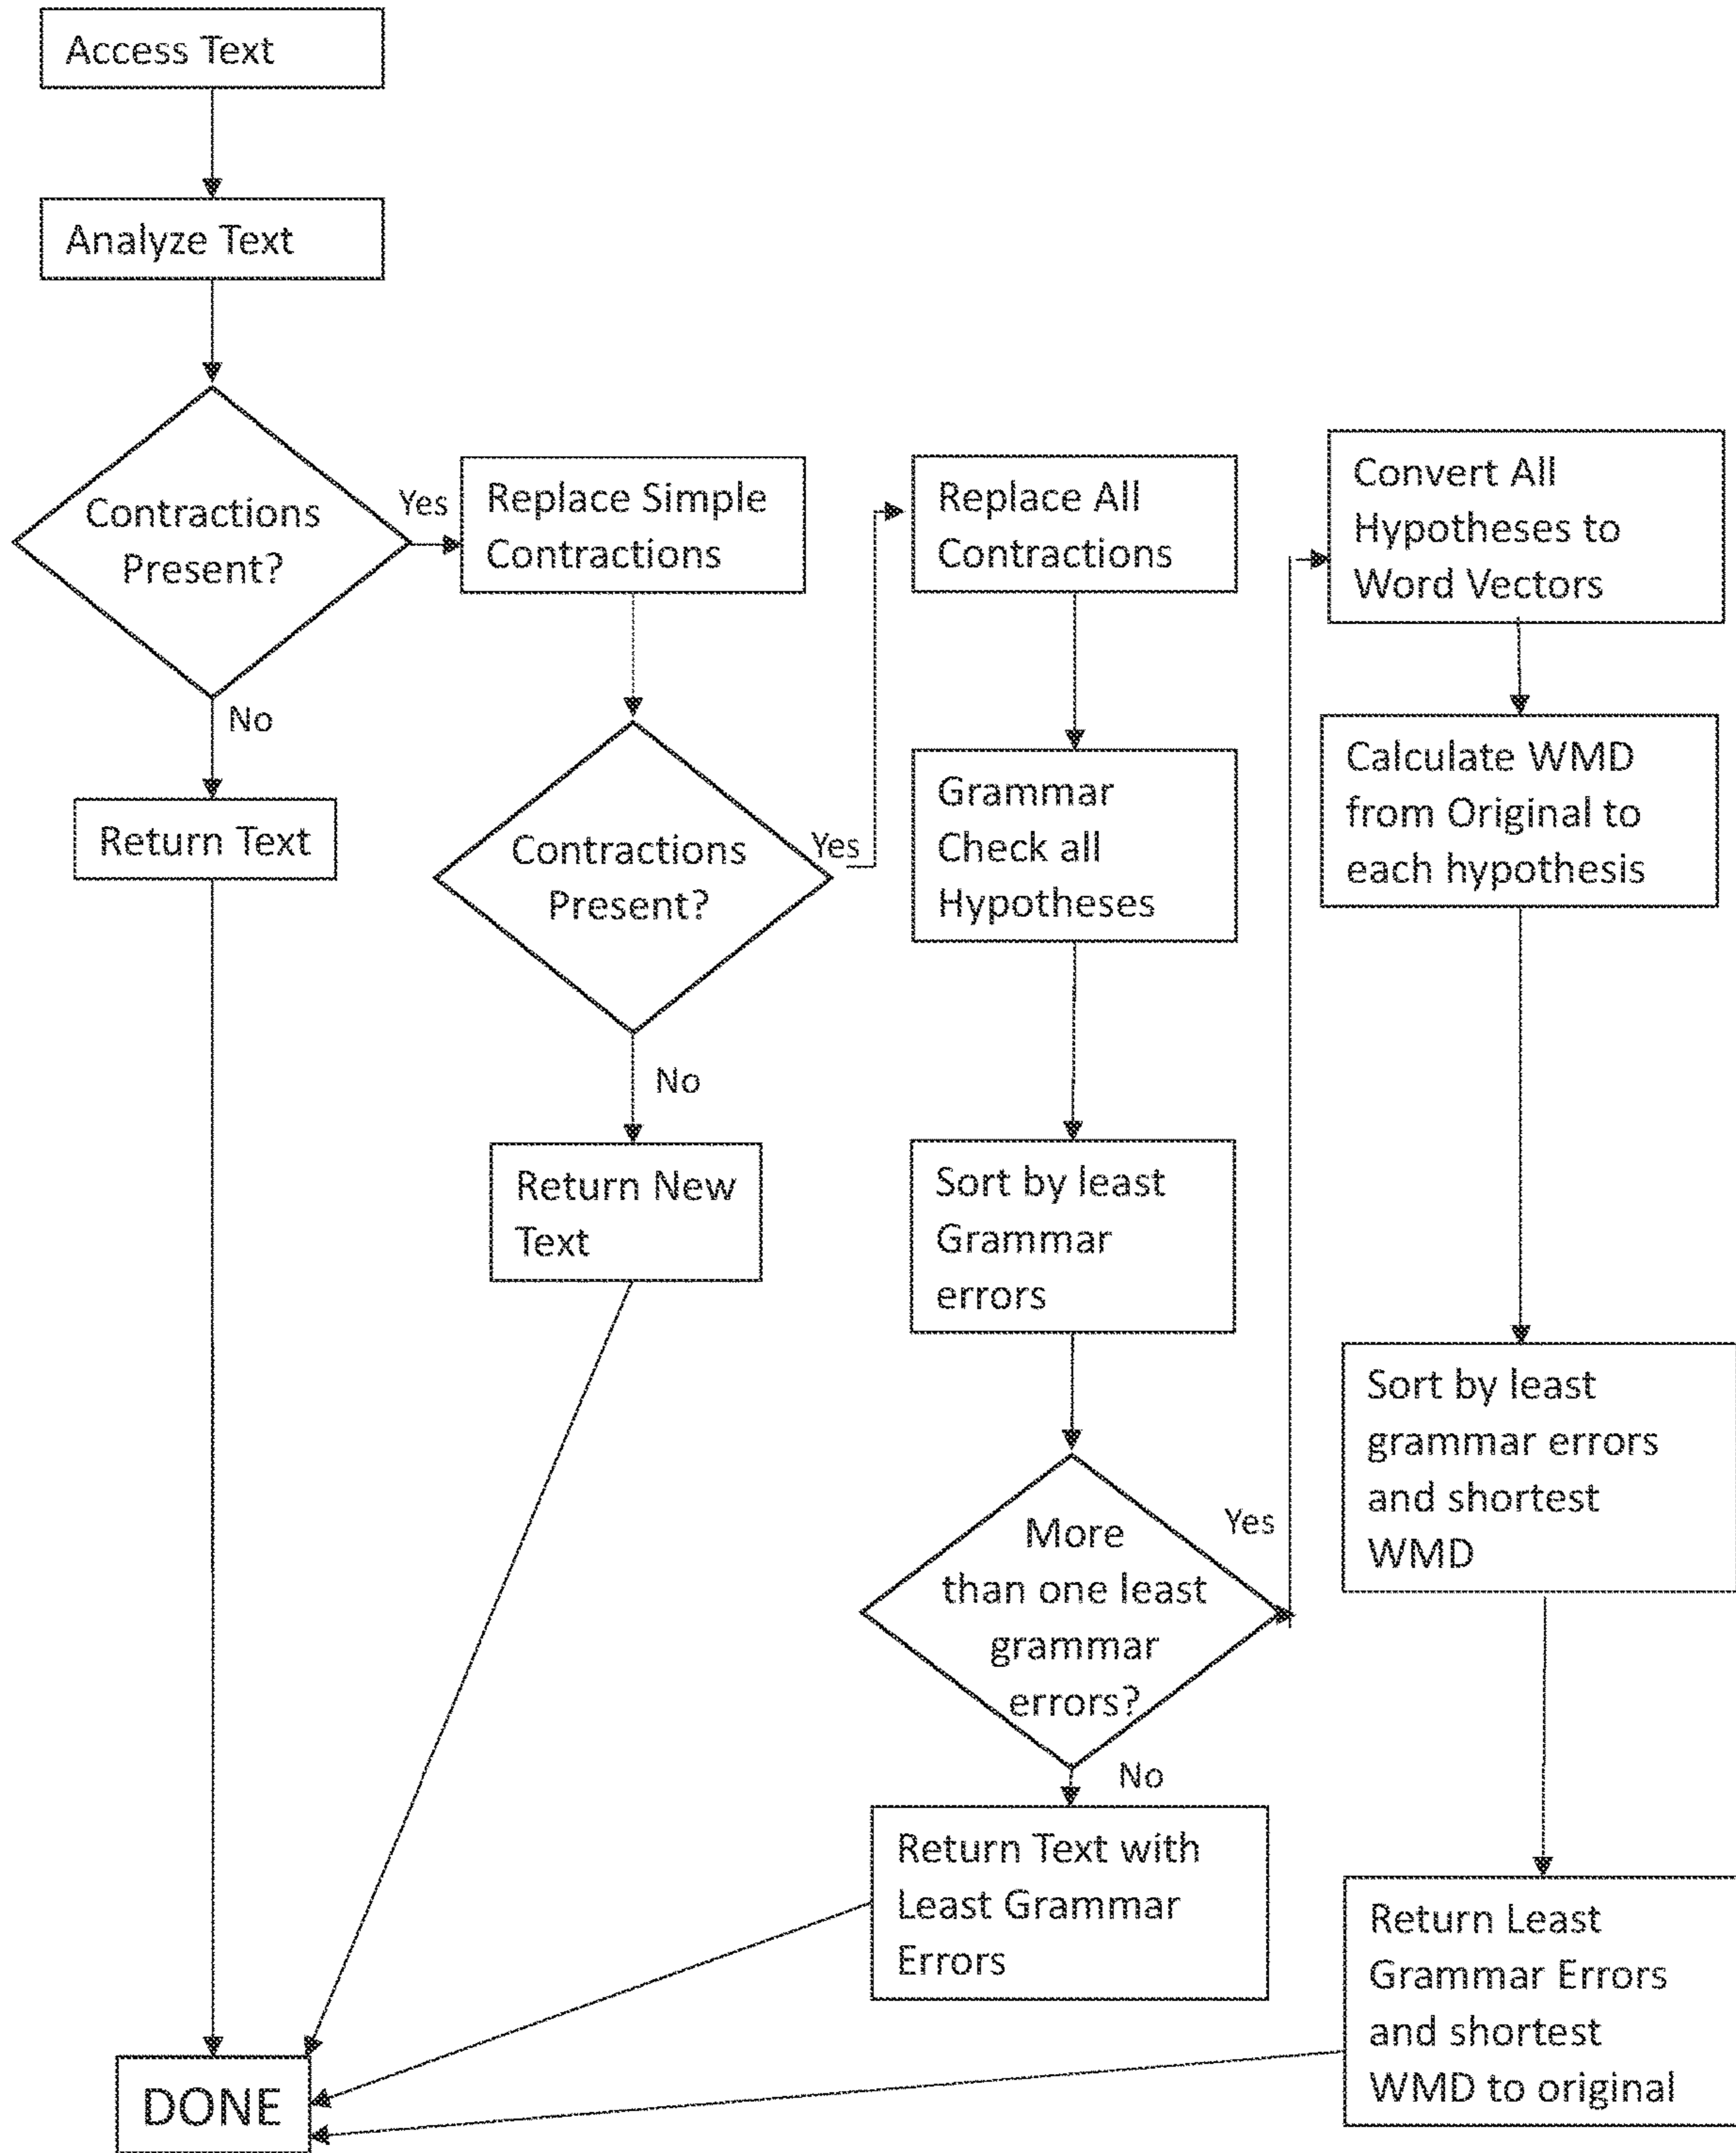 Access Text
Analyze Text
Contractions
Present?
Yes
No
Return Text
Replace Simple
Contractions
Contractions
Present?
Yes
No
Return New
Text
Replace All
Contractions
Grammar
Check all
Hypotheses
Sort by least
Grammar
errors
More
than one least
grammar
errors?
Yes
No
Return Text with
Least Grammar
Errors
Convert All
Hypotheses to
Word Vectors
Calculate WMD
from Original to
each hypothesis
Sort by least
grammar errors
and shortest
WMD
Return Least
Grammar Errors
and shortest
WMD to original
DONE